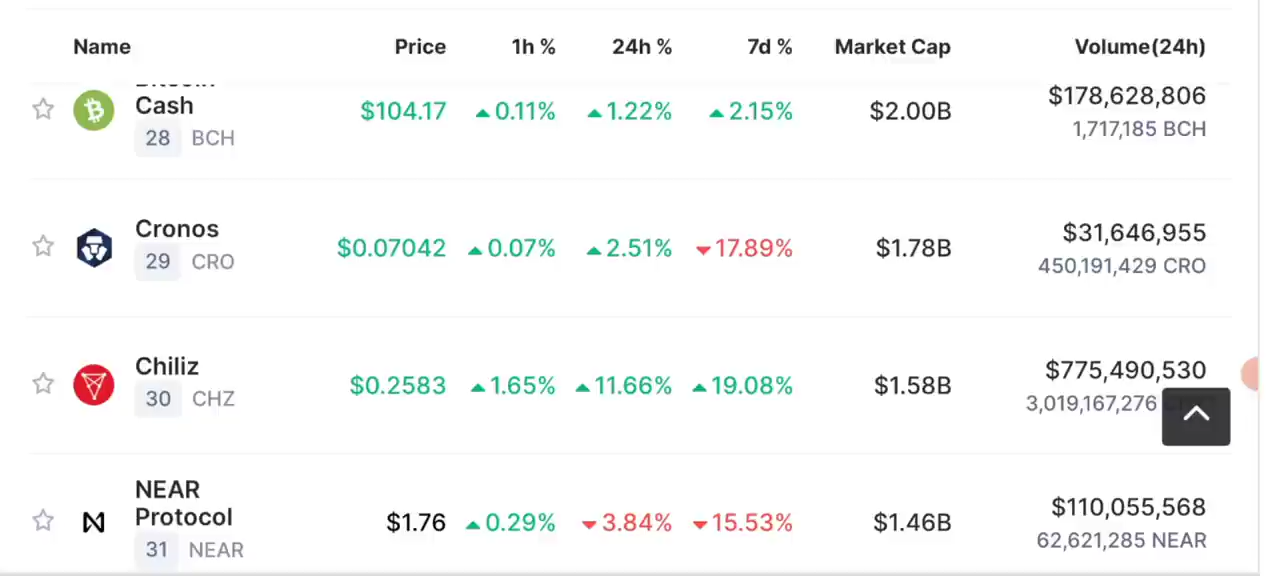 Name Price 1h % 24h % 7d % Market Cap Volume(24h)
Bitcoin
Cash $104.17 0.11% 1.22% 2.15% $2.00B $178,628,806
28 BCH 1,717,185 BCH
Cronos $0.07042 0.07% 2.51% 17.89% $1.78B $31,646,955
29 CRO 450,191,429 CRO
Chiliz $0.2583 1.65% 11.66% 19.08% $1.58B $775,490,530
30 CHZ 3,019,167,276
NEAR
Protocol $1.76 0.29% 3.84% 15.53% $1.46B $110,055,568
31 NEAR 62,621,285 NEAR